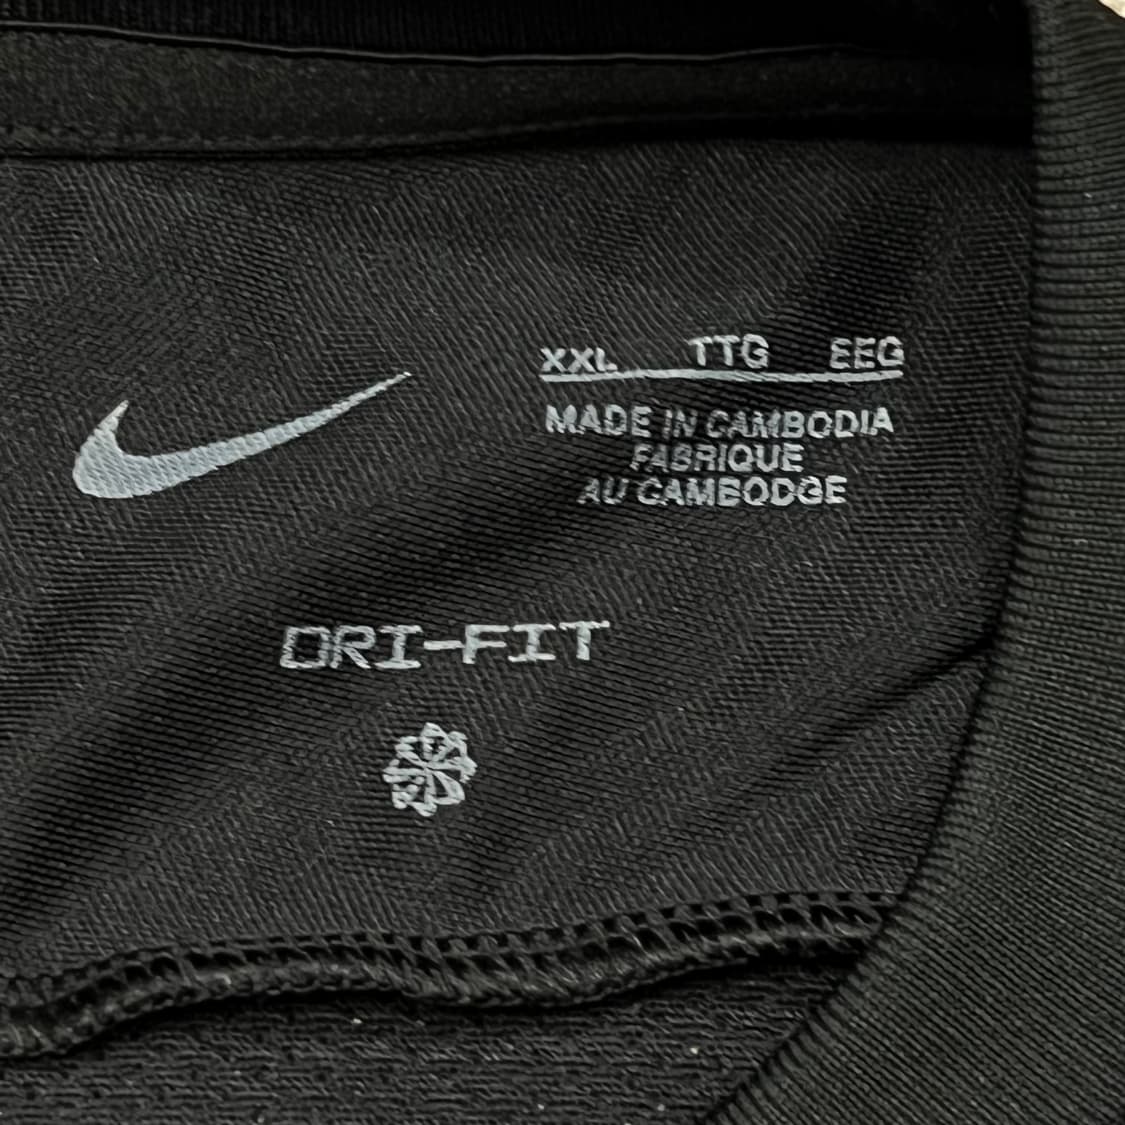 XXL TTG EEG
MADE IN CAMBODIA
FABRIQUE
AU CAMBODGE
DRI-FIT